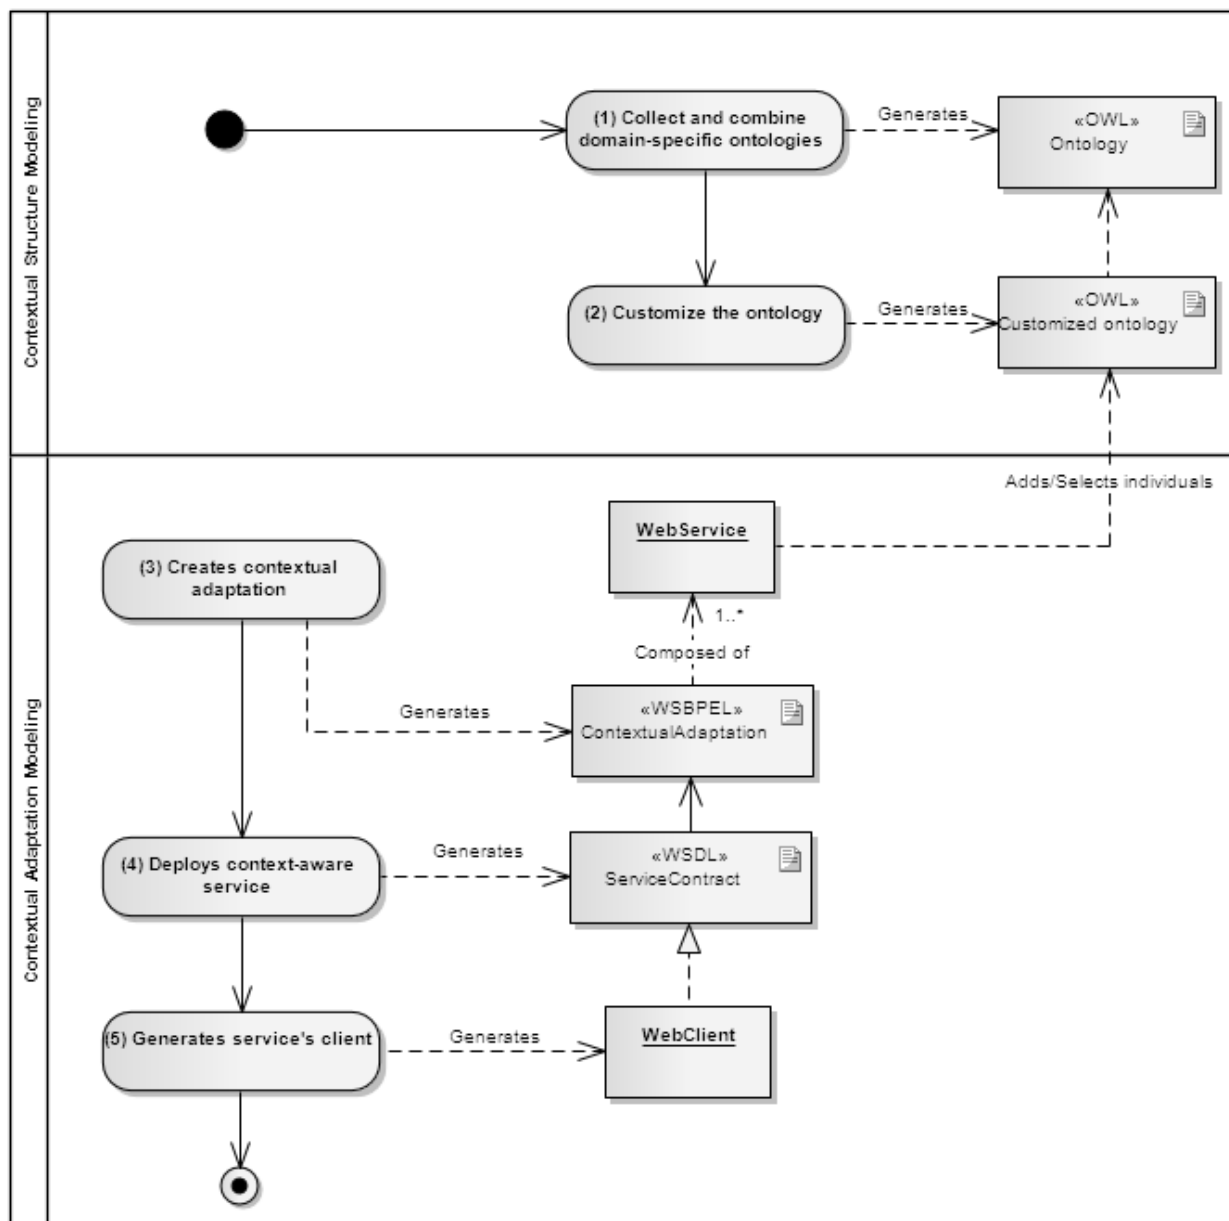 Contextual Structure Modeling
(1) Collect and combine
domain-specific ontologies
Generates
«OWL»
Ontology
(2) Customize the ontology
Generates
«OWL»
Customized ontology
Contextual Adaptation Modeling
Adds/Selects individuals
WebService
(3) Creates contextual
adaptation
1..*
Composed of
Generates
«WSBPEL»
ContextualAdaptation
(4) Deploys context-aware
service
Generates
«WSDL»
ServiceContract
(5) Generates service's client
Generates
WebClient